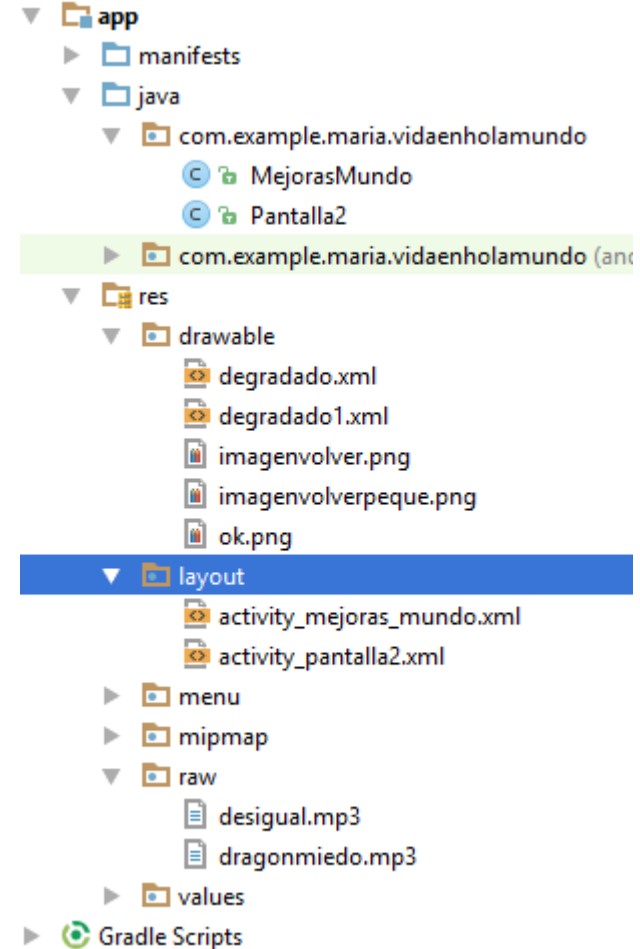 app
manifests
java
com.example.maria.vidaenholamundo
MejorasMundo
Pantalla2
com.example.maria.vidaenholamundo (and
res
drawable
degradado.xml
degradado1.xml
imagenvolver.png
imagenvolverpeque.png
ok.png
layout
activity_mejoras_mundo.xml
activity_pantalla2.xml
menu
mipmap
raw
desigual.mp3
dragonmiedo.mp3
values
Gradle Scripts